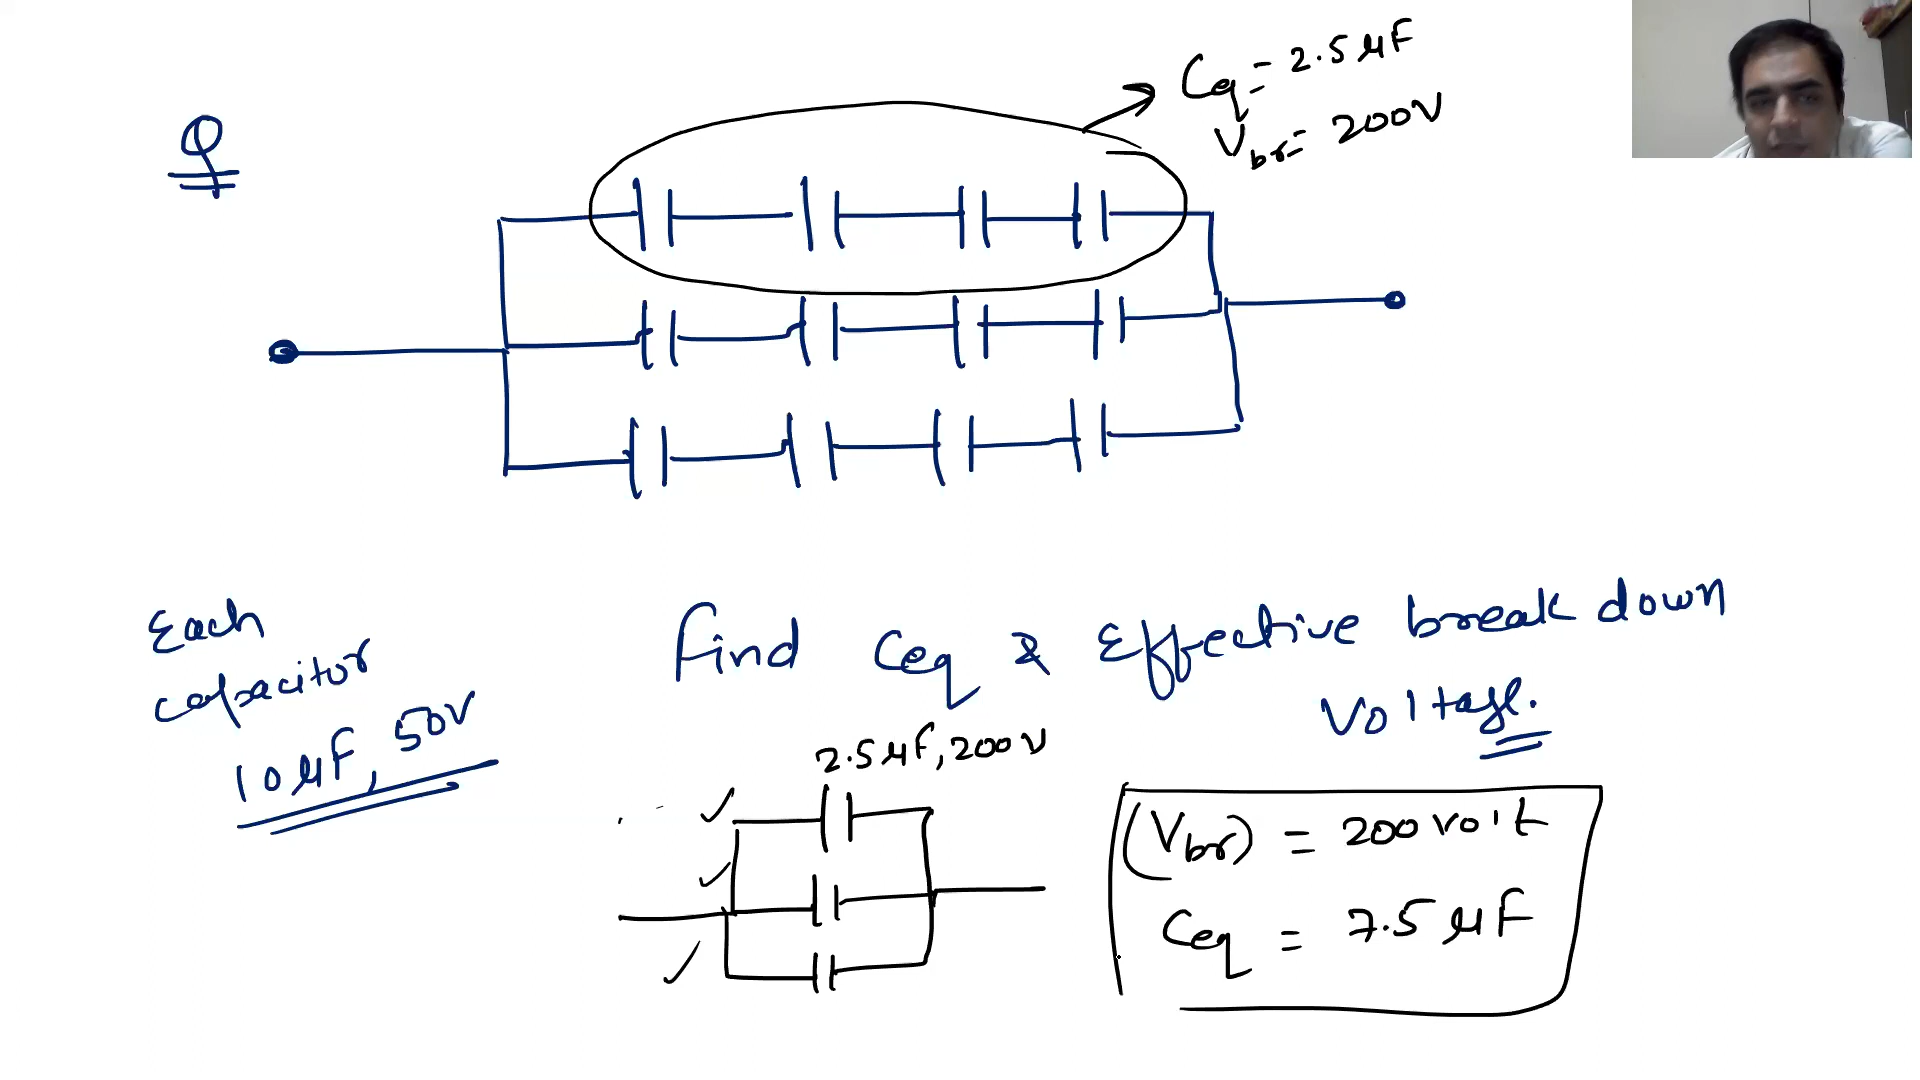 Q
Ceq = 2.5 μF
Vbr = 200V
Each
capacitor
10 μF, 50V
find Ceq & Effective break down
Voltage.
2.5 μF, 200 V
(Vbr) = 200 volt
Ceq = 7.5 μF